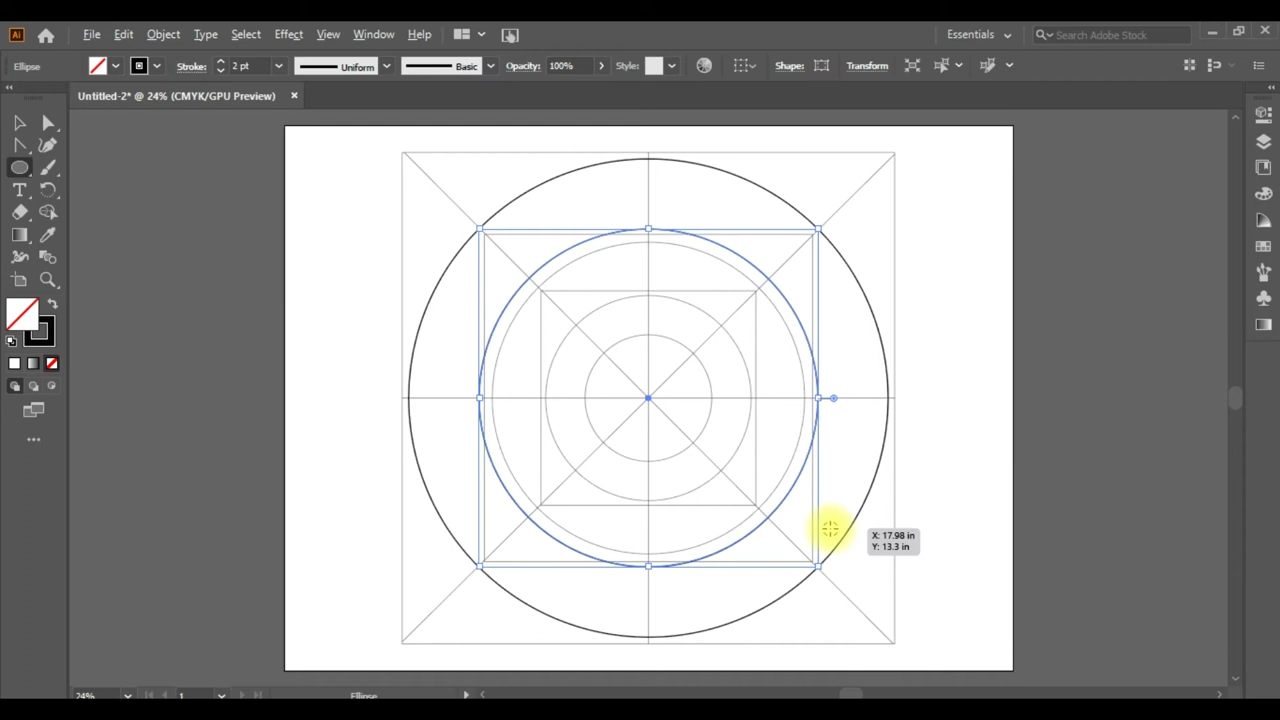 Ai File Edit Object Type Select Effect View Window Help Essentials Search Adobe Stock
Ellipse Stroke: 2 pt Uniform Basic Opacity: 100% Style: Shape: Transform
Untitled-2* @ 24% (CMYK/GPU Preview) ×
T
X: 17.98 in
Y: 13.3 in
24% 1 Ellipse